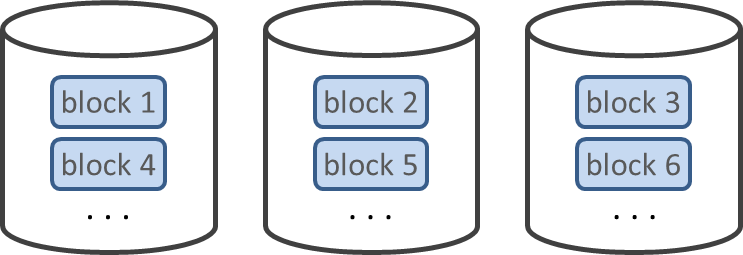 block 1
block 4
. . .
block 2
block 5
. . .
block 3
block 6
. . .